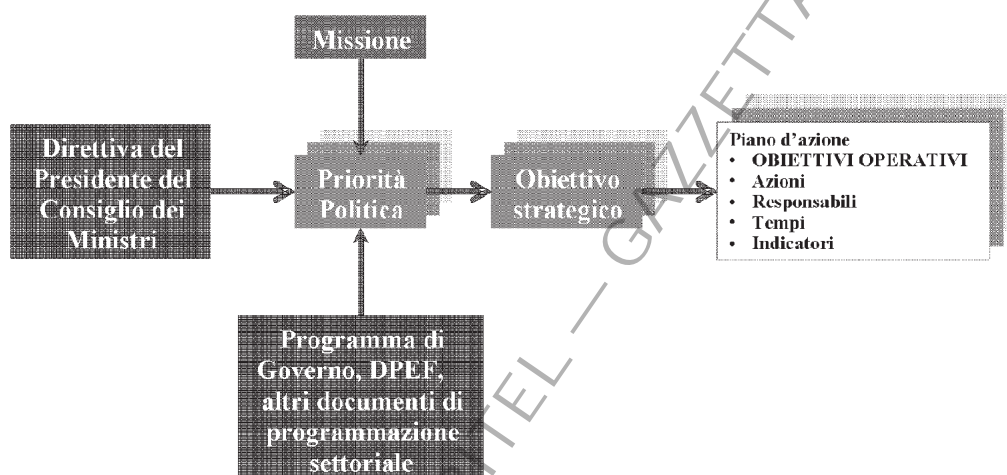 Missione
Direttiva del
Presidente del
Consiglio dei
Ministri
Priorità
Politica
Obiettivo
strategico
Piano d'azione
• OBIETTIVI OPERATIVI
• Azioni
• Responsabili
• Tempi
• Indicatori
Programma di
Governo, DPEF,
altri documenti di
programmazione
settoriale